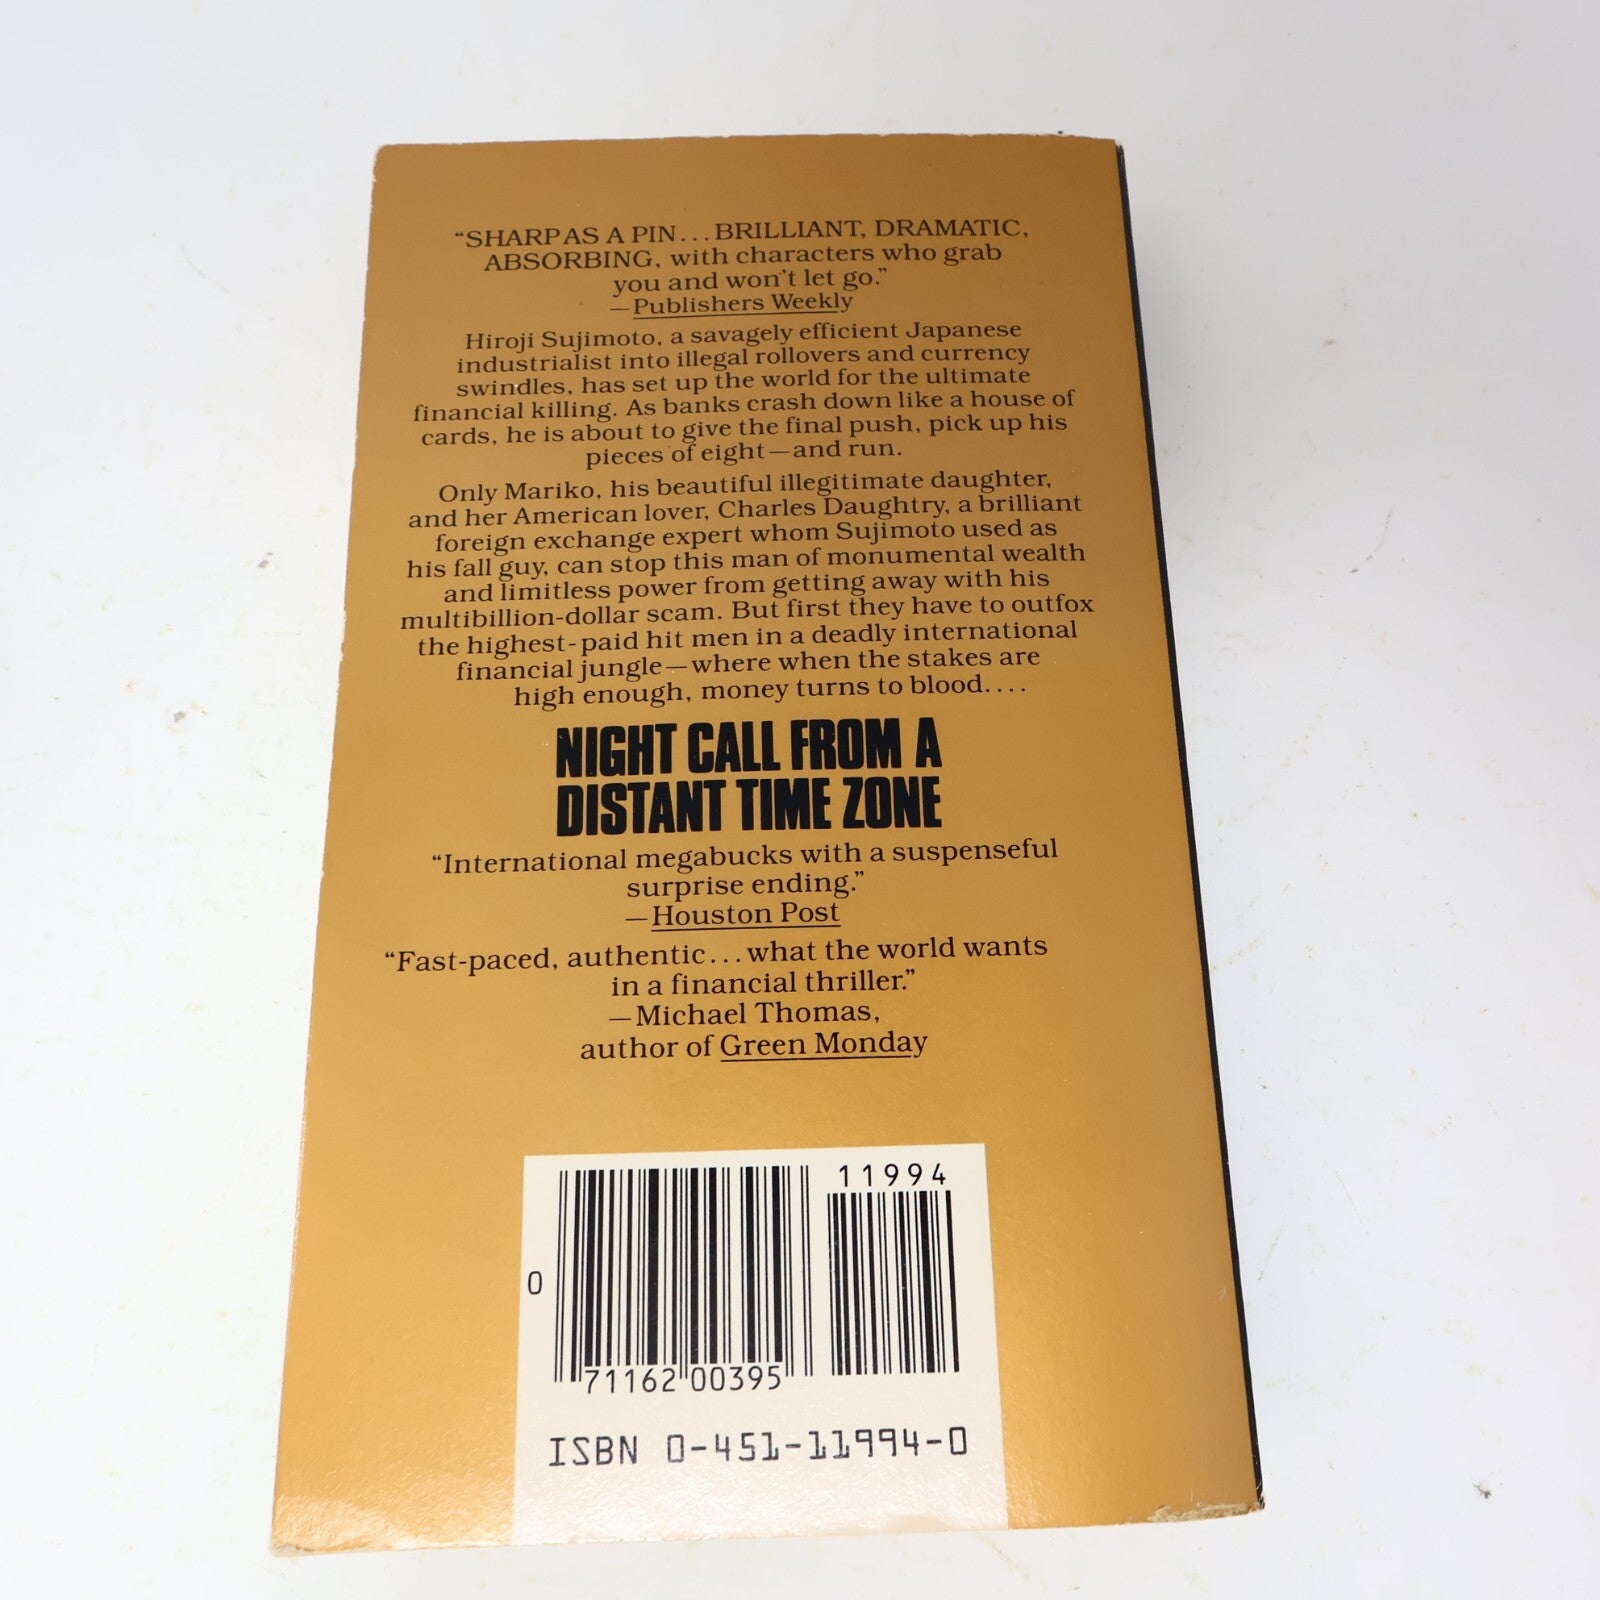 “SHARP AS A PIN...BRILLIANT, DRAMATIC,
ABSORBING, with characters who grab
you and won't let go.”
—Publishers Weekly
Hiroji Sujimoto, a savagely efficient Japanese
industrialist into illegal rollovers and currency
swindles, has set up the world for the ultimate
financial killing. As banks crash down like a house of
cards, he is about to give the final push, pick up his
pieces of eight—and run.
Only Mariko, his beautiful illegitimate daughter,
and her American lover, Charles Daughtry, a brilliant
foreign exchange expert whom Sujimoto used as
his fall guy, can stop this man of monumental wealth
and limitless power from getting away with his
multibillion-dollar scam. But first they have to outfox
the highest-paid hit men in a deadly international
financial jungle—where when the stakes are
high enough, money turns to blood....
NIGHT CALL FROM A
DISTANT TIME ZONE
“International megabucks with a suspenseful
surprise ending.”
—Houston Post
“Fast-paced, authentic...what the world wants
in a financial thriller.”
—Michael Thomas,
author of Green Monday
11994
0
71162 00395
ISBN 0-451-11994-0